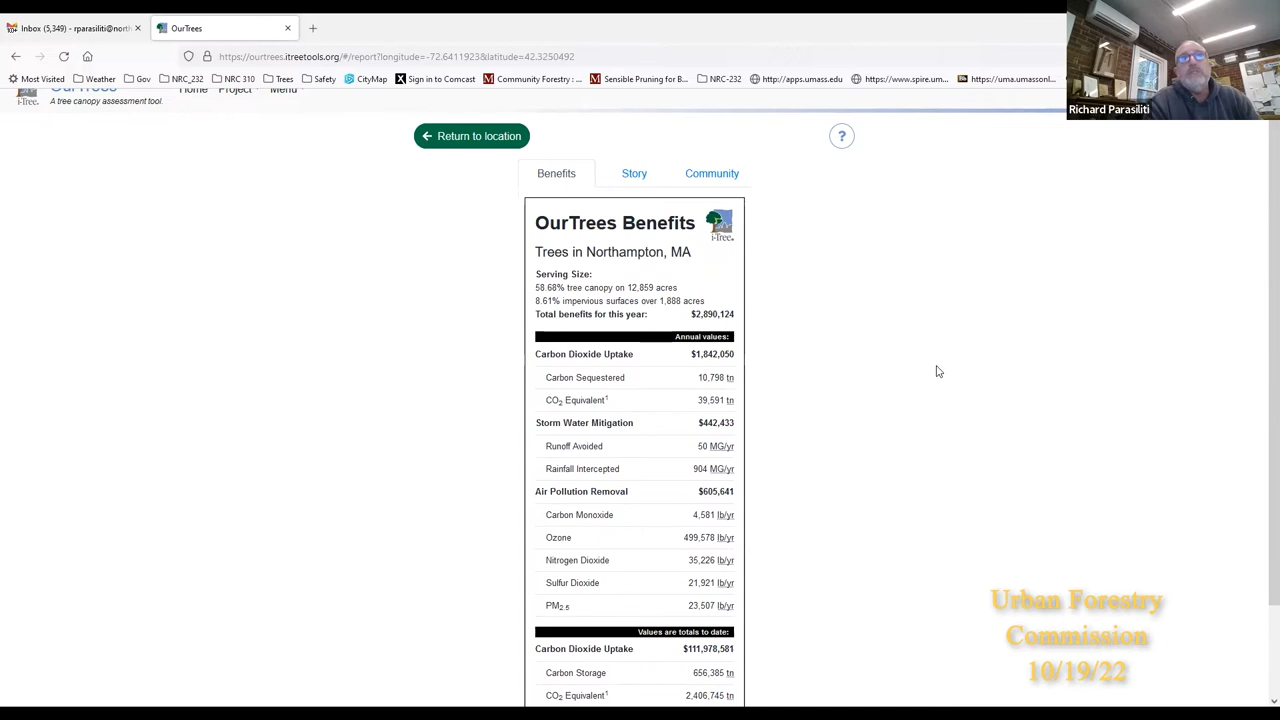 Inbox (5,349) - rparasiliti@north
OurTrees
https://ourtrees.itreetools.org/#/report?longitude=-72.6411923&latitude=42.3250492
Most Visited Weather Gov NRC_232 NRC 310 Trees Safety CityMap Sign in to Comcast Community Forestry : ... Sensible Pruning for B... NRC-232 http://apps.umass.edu https://www.spire.um... https://uma.umassonl...
OurTrees Home Project Menu
i-Tree.
A tree canopy assessment tool.
Richard Parasiliti
Return to location
?
Benefits Story Community
OurTrees Benefits
i-Tree.
Trees in Northampton, MA
Serving Size:
58.68% tree canopy on 12,859 acres
8.61% impervious surfaces over 1,888 acres
Total benefits for this year: $2,890,124
Annual values:
Carbon Dioxide Uptake $1,842,050
Carbon Sequestered 10,798 tn
CO2 Equivalent1 39,591 tn
Storm Water Mitigation $442,433
Runoff Avoided 50 MG/yr
Rainfall Intercepted 904 MG/yr
Air Pollution Removal $605,641
Carbon Monoxide 4,581 lb/yr
Ozone 499,578 lb/yr
Nitrogen Dioxide 35,226 lb/yr
Sulfur Dioxide 21,921 lb/yr
PM2.5 23,507 lb/yr
Values are totals to date:
Carbon Dioxide Uptake $111,978,581
Carbon Storage 656,385 tn
CO2 Equivalent1 2,406,745 tn
Urban Forestry
Commission
10/19/22